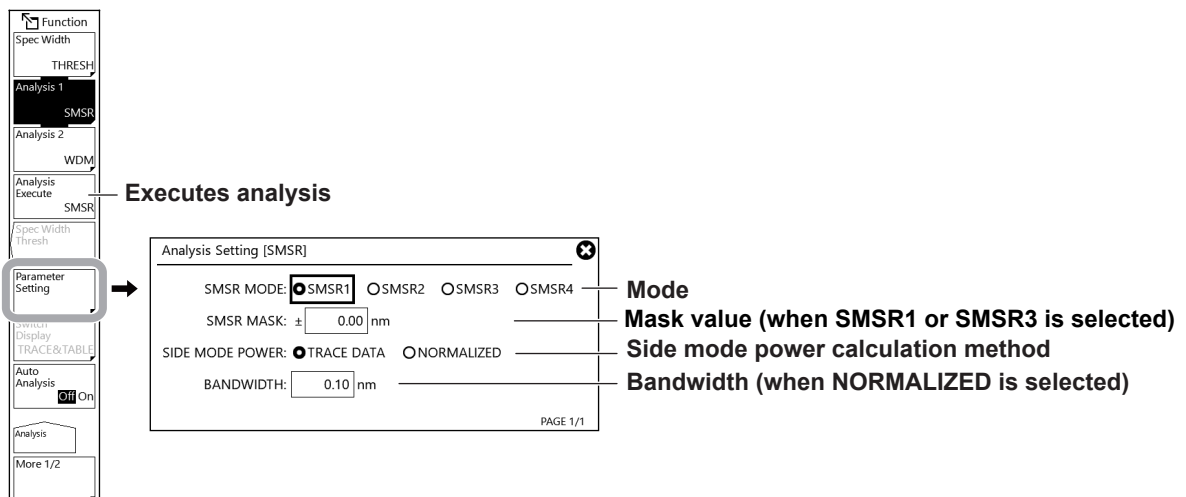 Function
Spec Width
THRESH
Analysis 1
SMSR
Analysis 2
WDM
Analysis
Execute
SMSR
Executes analysis
Spec Width
Thresh
Parameter
Setting
Switch
Display
TRACE&TABLE
Auto
Analysis
Off On
Analysis
More 1/2
Analysis Setting [SMSR]
SMSR MODE: SMSR1 SMSR2 SMSR3 SMSR4
Mode
SMSR MASK: ± 0.00 nm
Mask value (when SMSR1 or SMSR3 is selected)
SIDE MODE POWER: TRACE DATA NORMALIZED
Side mode power calculation method
BANDWIDTH: 0.10 nm
Bandwidth (when NORMALIZED is selected)
PAGE 1/1